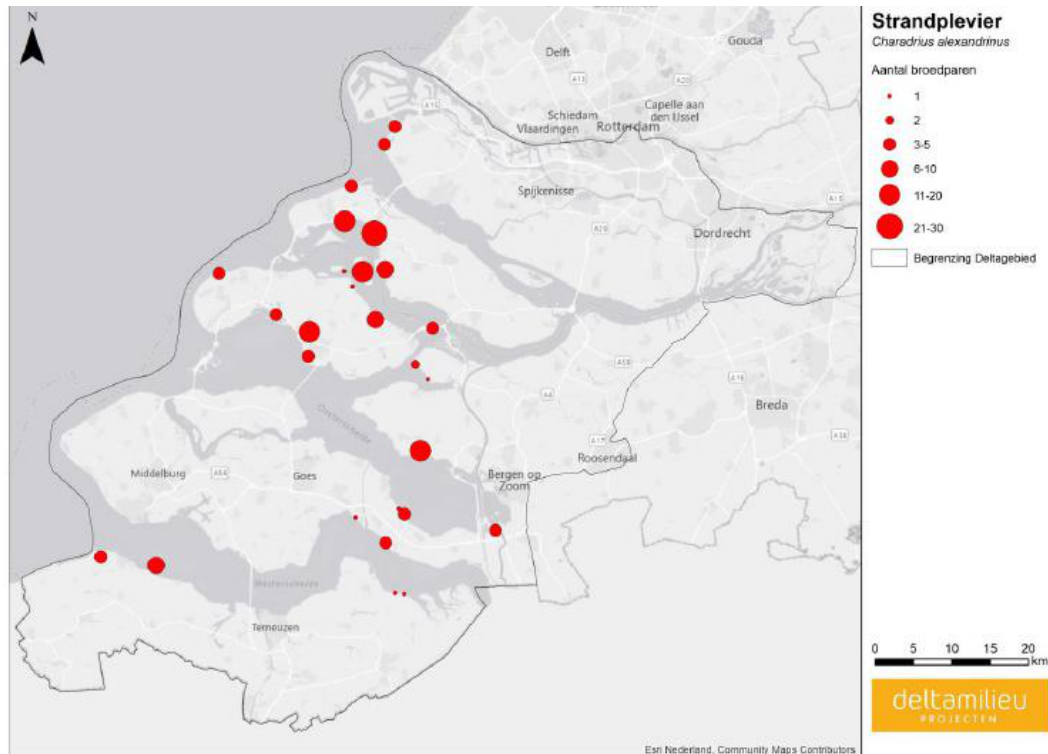 N
Delft
Gouda
A13
A20
A15
Schiedam
Capelle aan
den IJssel
Vlaardingen
Rotterdam
Spijkenisse
A15
A29
Dordrecht
A59
A16
A4
Breda
Oosterschelde
A17
A58
Roosendaal
Middelburg
A58
Goes
Bergen op
Zoom
Westerschelde
Terneuzen
Esri Nederland, Community Maps Contributors
Strandplevier
Charadrius alexandrinus
Aantal broedparen
1
2
3-5
6-10
11-20
21-30
Begrenzing Deltagebied
0 5 10 15 20
km
deltamilieu
PROJECTEN